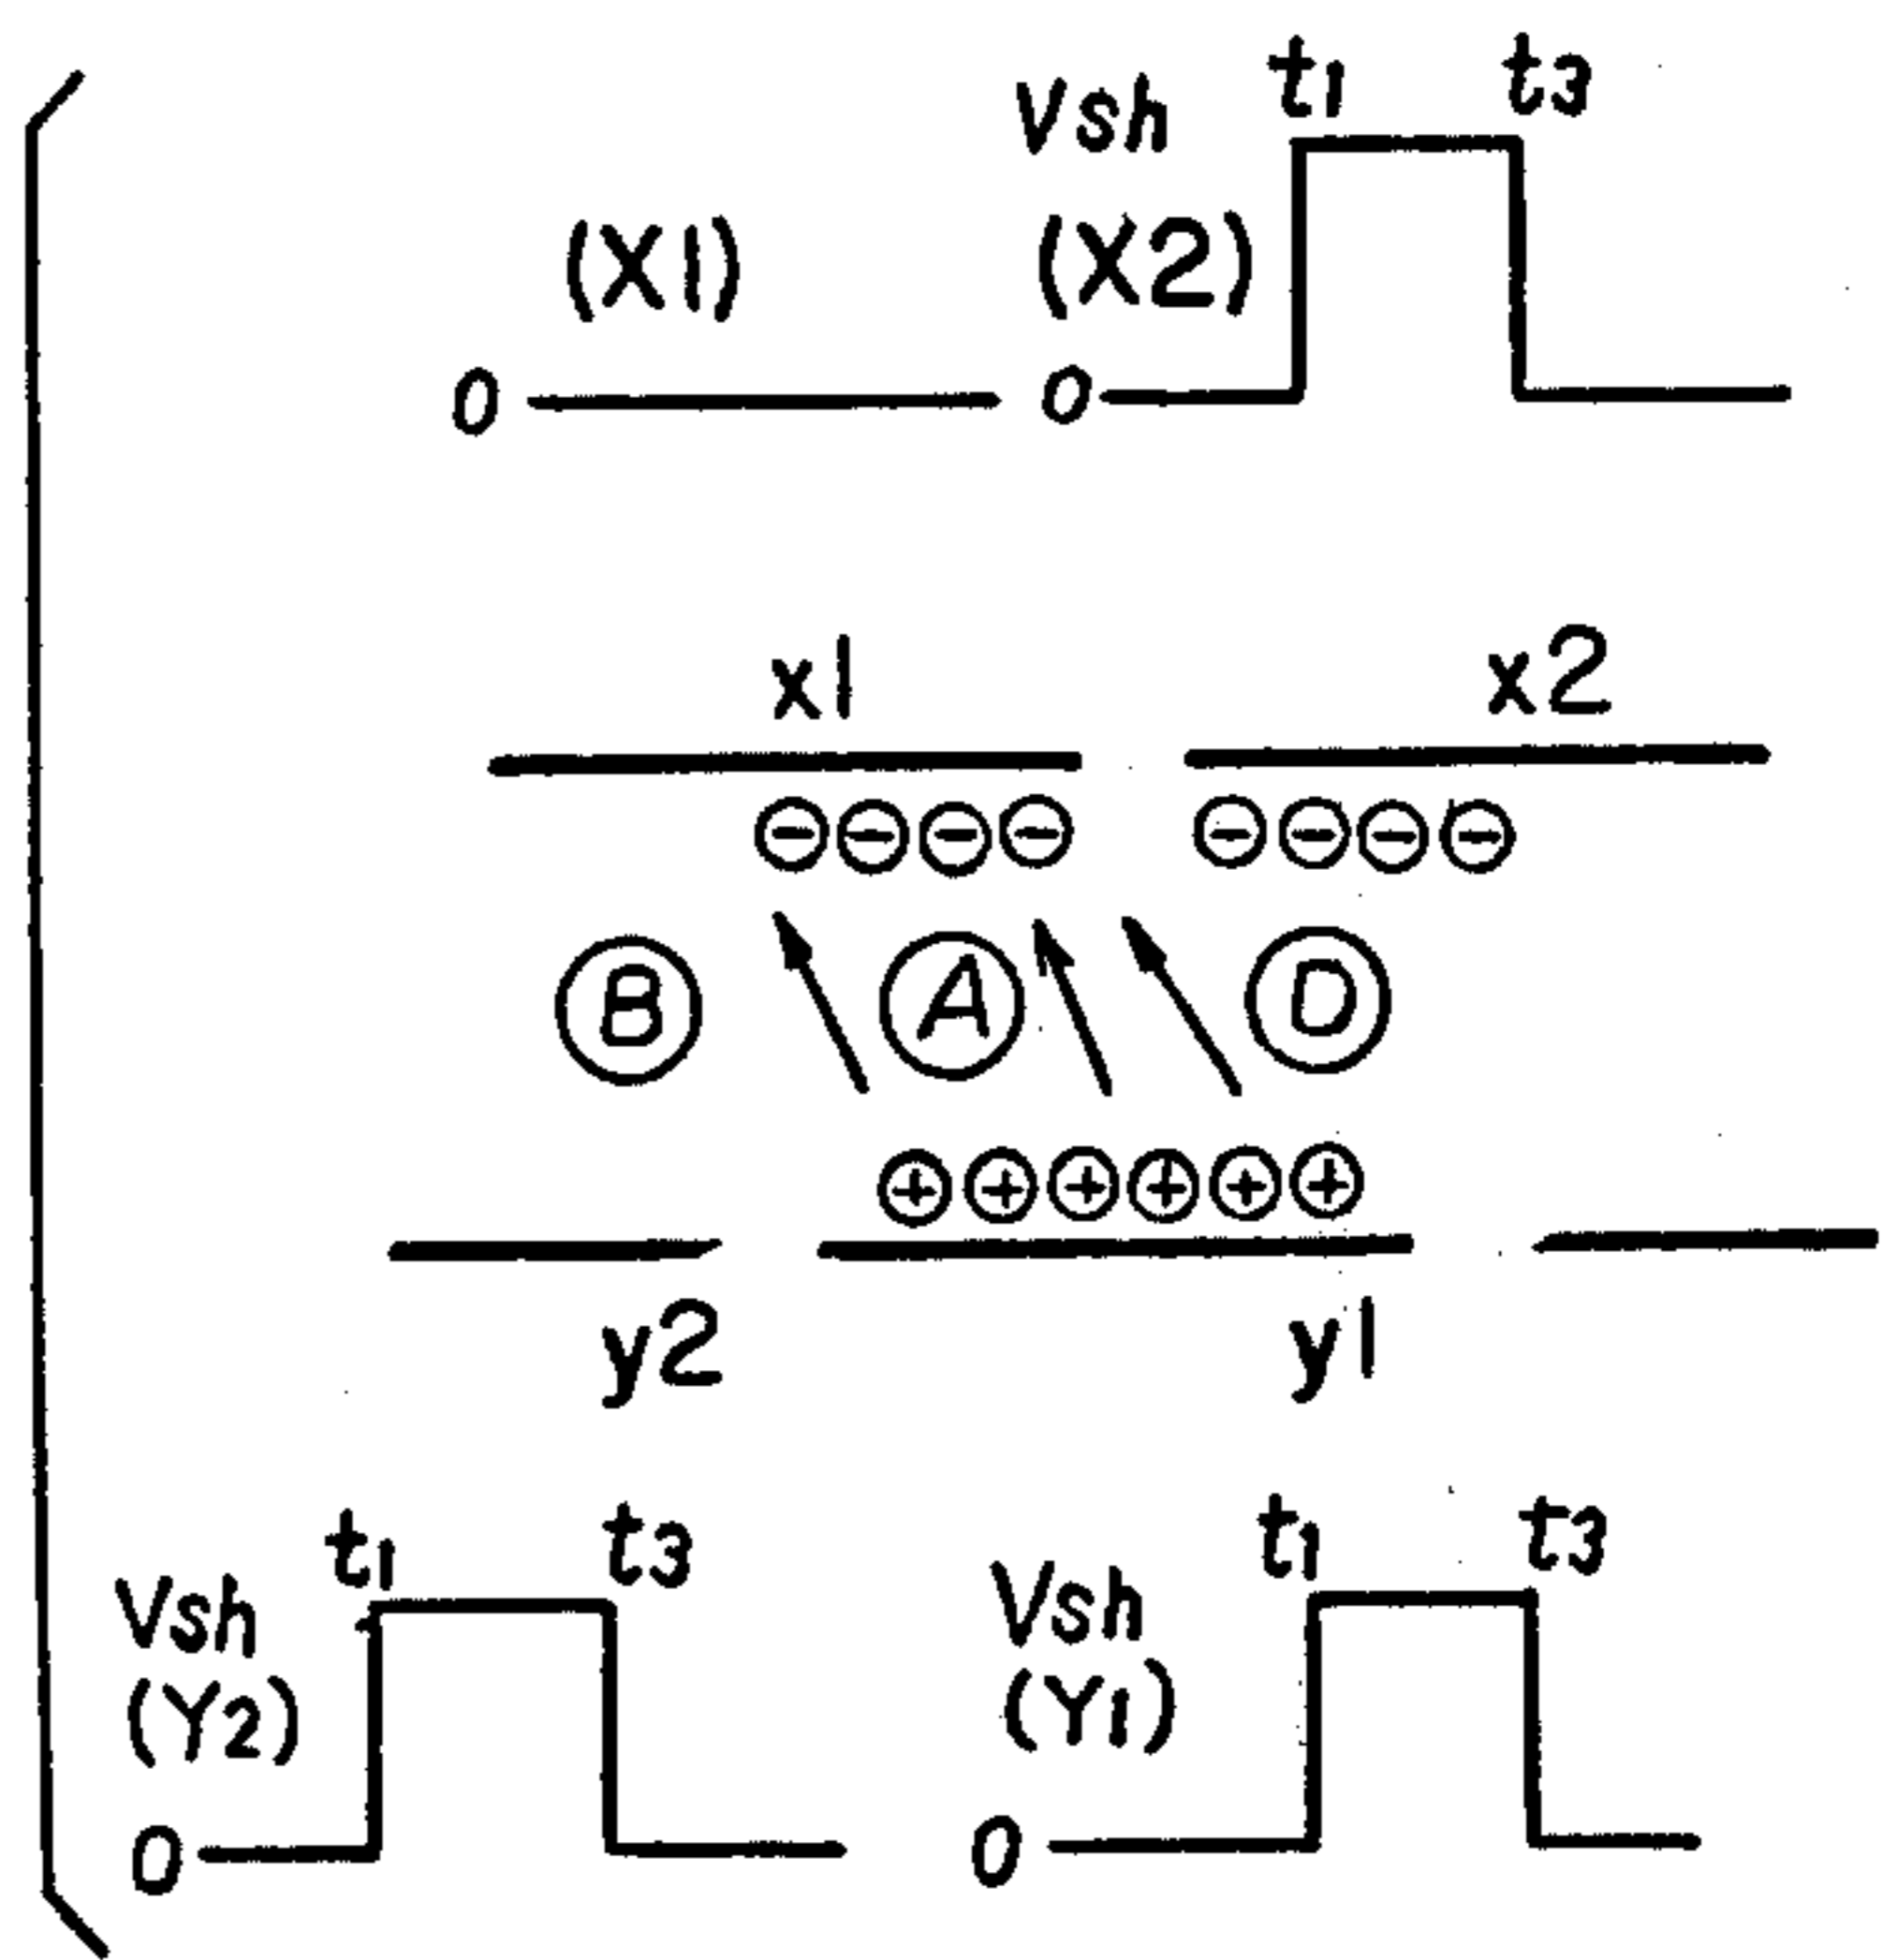 t1 t3
Vsh
(X1) (X2)
0 0
x1 x2
⊖⊖⊖⊖ ⊖⊖⊖⊖
B A D
⊕⊕⊕⊕⊕⊕
y2 y1
t1 t3 t1 t3
Vsh Vsh
(Y2) (Y1)
0 0